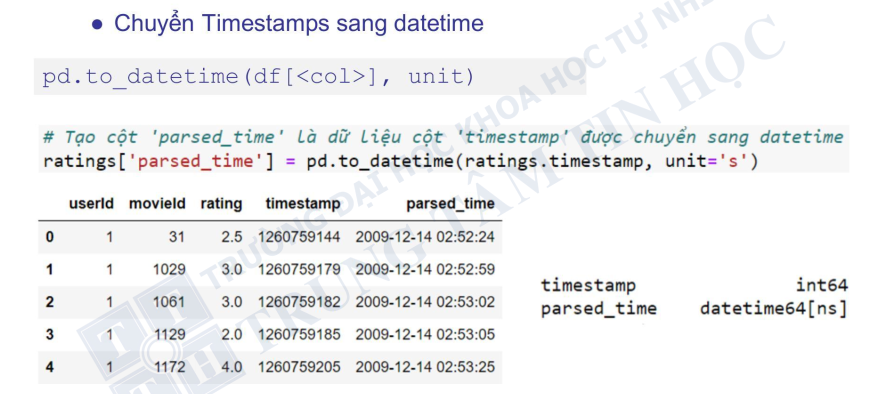 ● Chuyển Timestamps sang datetime
pd.to_datetime(df[<col>], unit)
# Tạo cột 'parsed_time' là dữ liệu cột 'timestamp' được chuyển sang datetime
ratings['parsed_time'] = pd.to_datetime(ratings.timestamp, unit='s')
userId movieId rating timestamp parsed_time
0 1 31 2.5 1260759144 2009-12-14 02:52:24
1 1 1029 3.0 1260759179 2009-12-14 02:52:59
2 1 1061 3.0 1260759182 2009-12-14 02:53:02
3 1 1129 2.0 1260759185 2009-12-14 02:53:05
4 1 1172 4.0 1260759205 2009-12-14 02:53:25
timestamp int64
parsed_time datetime64[ns]
TRƯỜNG ĐẠI HỌC KHOA HỌC TỰ NHI
TRUNG TÂM TIN HỌC